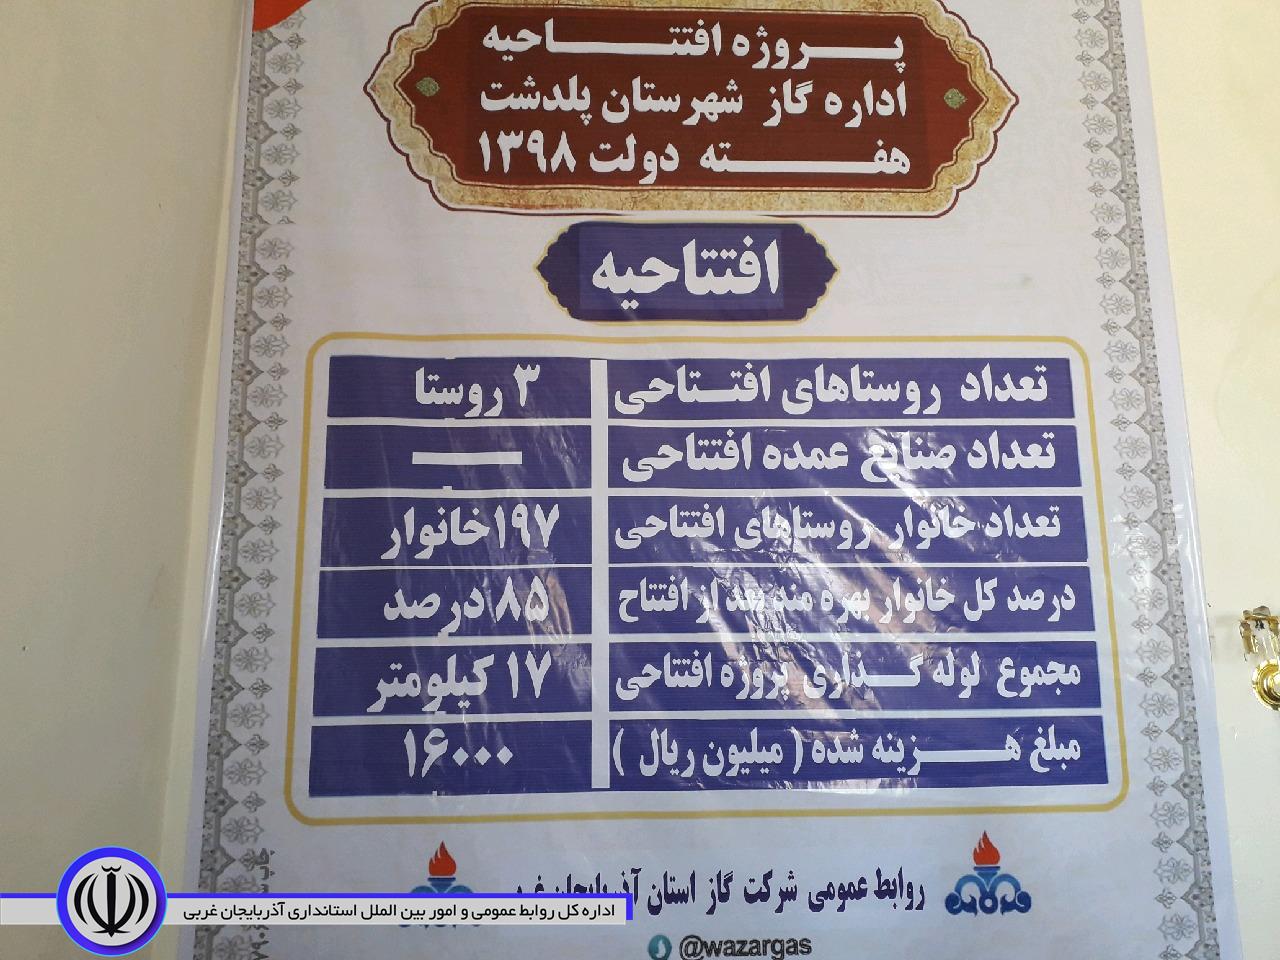 پروژه افتتاحیه
اداره گاز شهرستان پلدشت
هفته دولت ۱۳۹۸
افتتاحیه
تعداد روستاهای افتتاحی ۳ روستا
تعداد صنایع عمده افتتاحی —
تعداد خانوار روستاهای افتتاحی ۱۹۷ خانوار
درصد کل خانوار بهره مند بعد از افتتاح ۸۵ درصد
مجموع لوله گذاری پروژه افتتاحی ۱۷ کیلومتر
مبلغ هزینه شده ( میلیون ریال ) ۱۶۰۰۰
روابط عمومی شرکت گاز استان آذربایجان غربی
اداره کل روابط عمومی و امور بین الملل استانداری آذربایجان غربی
@wazargas